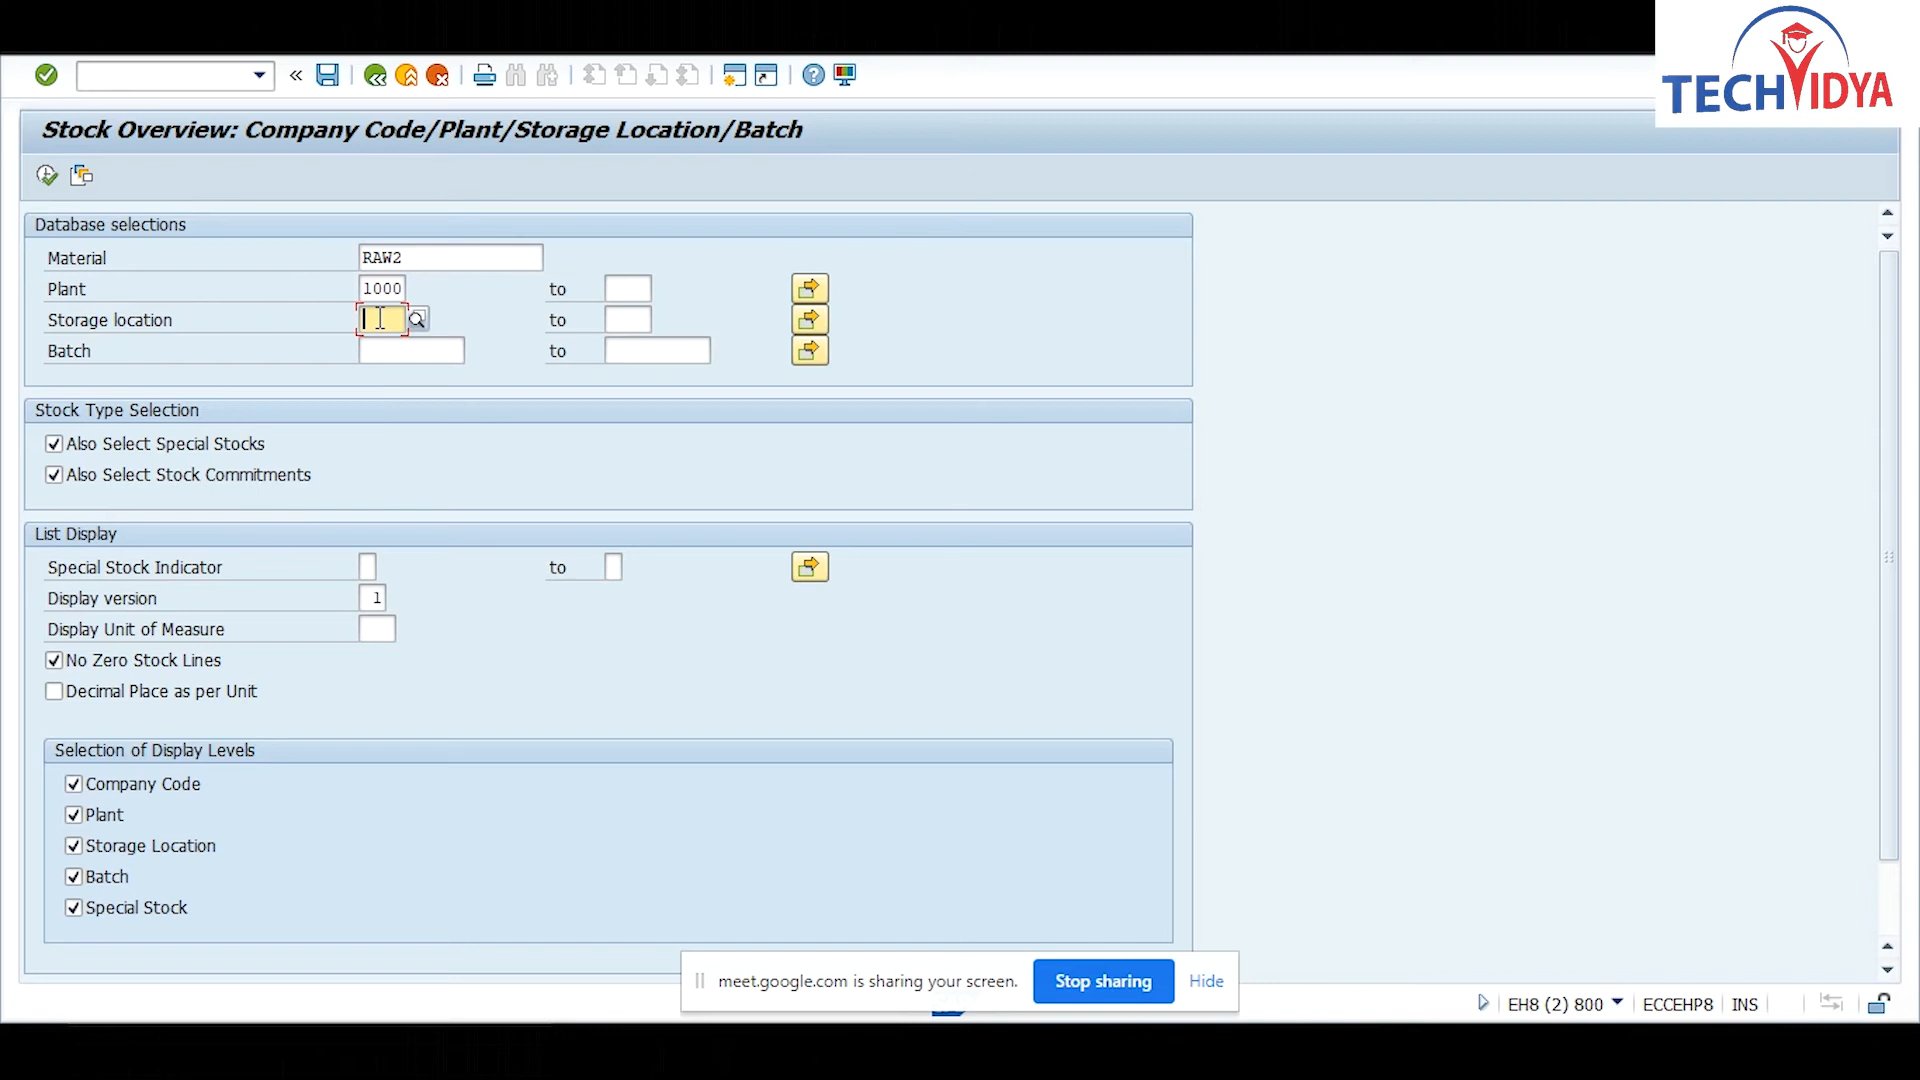 TECHVIDYA
Stock Overview: Company Code/Plant/Storage Location/Batch
Database selections
Material RAW2
Plant 1000 to
Storage location to
Batch to
Stock Type Selection
Also Select Special Stocks
Also Select Stock Commitments
List Display
Special Stock Indicator to
Display version 1
Display Unit of Measure
No Zero Stock Lines
Decimal Place as per Unit
Selection of Display Levels
Company Code
Plant
Storage Location
Batch
Special Stock
meet.google.com is sharing your screen. Stop sharing Hide
EH8 (2) 800 ECCEHP8 INS